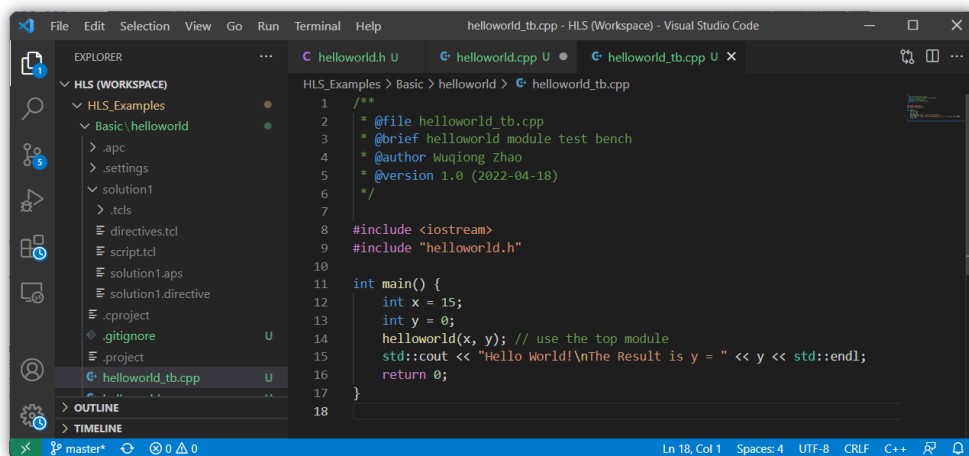 File Edit Selection View Go Run Terminal Help helloworld_tb.cpp - HLS (Workspace) - Visual Studio Code
EXPLORER
HLS (WORKSPACE)
HLS_Examples
Basic\helloworld
.apc
.settings
solution1
.tcls
directives.tcl
script.tcl
solution1.aps
solution1.directive
.cproject
.gitignore U
.project
helloworld_tb.cpp U
OUTLINE
TIMELINE
1
5
C helloworld.h U helloworld.cpp U helloworld_tb.cpp U
HLS_Examples > Basic > helloworld > helloworld_tb.cpp
1 /**
2 * @file helloworld_tb.cpp
3 * @brief helloworld module test bench
4 * @author Wuqiong Zhao
5 * @version 1.0 (2022-04-18)
6 */
7
8 #include <iostream>
9 #include "helloworld.h"
10
11 int main() {
12 int x = 15;
13 int y = 0;
14 helloworld(x, y); // use the top module
15 std::cout << "Hello World!\nThe Result is y = " << y << std::endl;
16 return 0;
17 }
18
master* 0 0 Ln 18, Col 1 Spaces: 4 UTF-8 CRLF C++